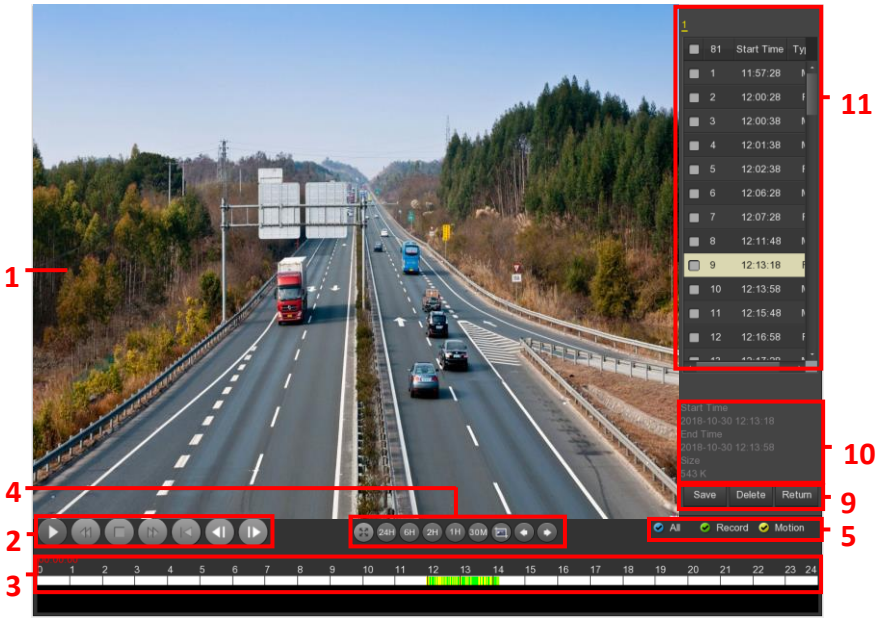 1
81 Start Time Typ
1 11:57:28 M
2 12:00:28 F
3 12:00:38 M
4 12:01:38 M
5 12:02:38 F
6 12:06:28 M
7 12:07:28 F
8 12:11:48 M
9 12:13:18 F
10 12:13:58 M
11 12:15:48 M
12 12:16:58 F
13 12:17:28
11
1
Start Time
2018-10-30 12:13:18
End Time
2018-10-30 12:13:58
Size
543 K
10
Save Delete Return
9
4
2
24H 6H 2H 1H 30M
All Record Motion
5
3
0 1 2 3 4 5 6 7 8 9 10 11 12 13 14 15 16 17 18 19 20 21 22 23 24